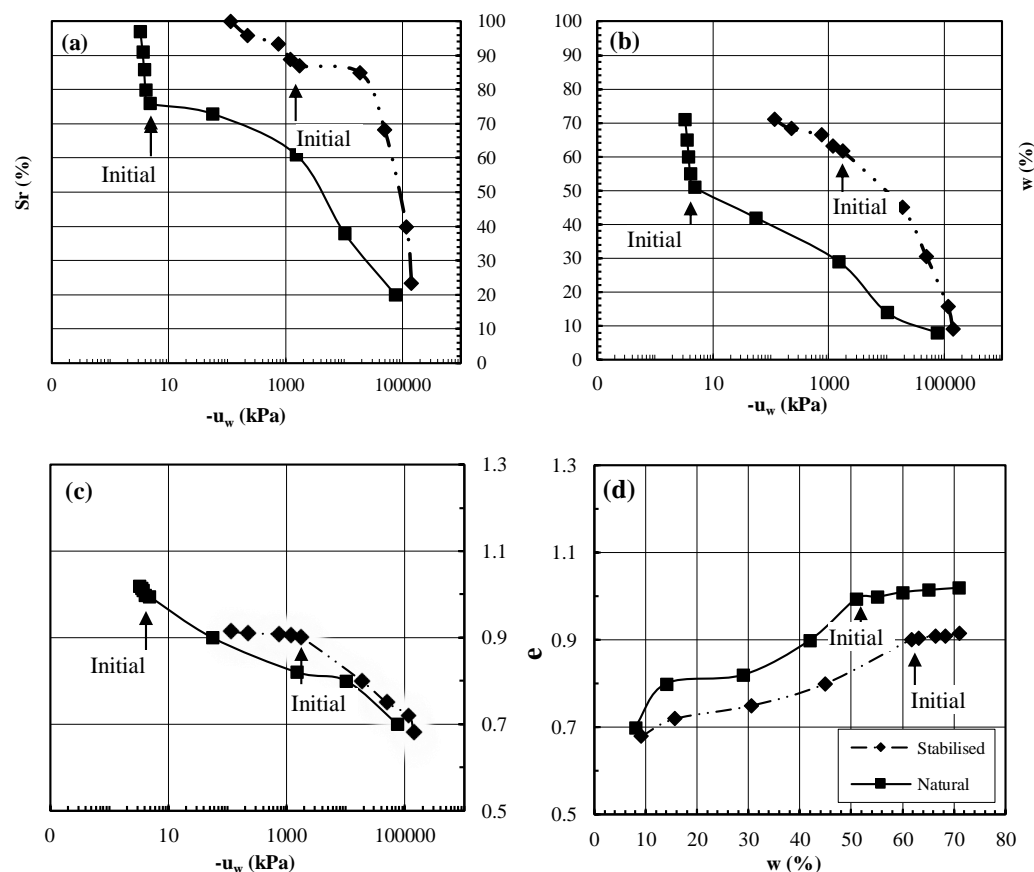 (a)
100
90
80
70
60
50
40
30
20
10
0
Sr (%)
Initial
Initial
0 10 1000 100000
-uw (kPa)
(b)
100
90
80
70
60
50
40
30
20
10
0
w (%)
Initial
Initial
0 10 1000 100000
-uw (kPa)
(c)
1.3
1.1
0.9
0.7
0.5
Initial
Initial
0 10 1000 100000
-uw (kPa)
(d)
1.3
1.1
0.9
0.7
0.5
e
Initial
Initial
Stabilised
Natural
0 10 20 30 40 50 60 70 80
w (%)